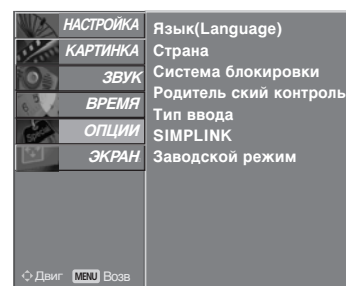 НАСТРОЙКА
КАРТИНКА
ЗВУК
ВРЕМЯ
ОПЦИИ
ЭКРАН
Язык(Language)
Страна
Система блокировки
Родитель ский контроль
Тип ввода
SIMPLINK
Заводской режим
Двиг MENU Возв